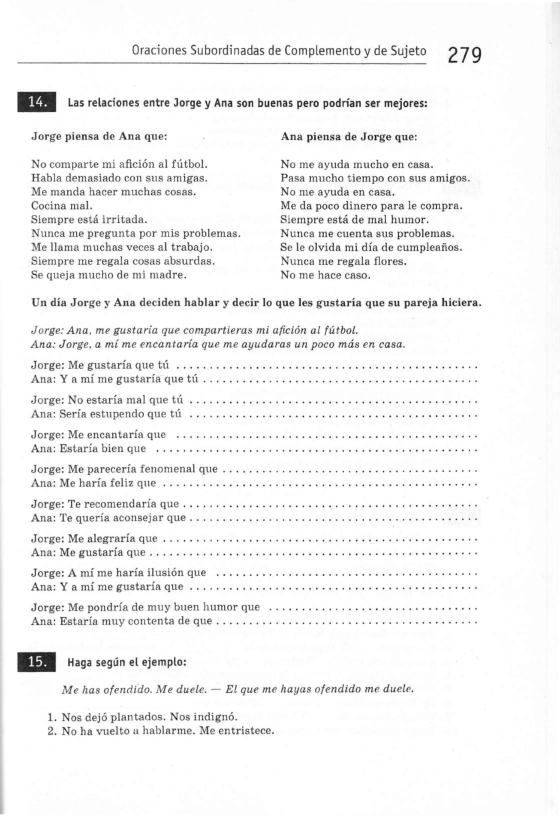 Oraciones Subordinadas de Complemento y de Sujeto 279
14. Las relaciones entre Jorge y Ana son buenas pero podrían ser mejores:
Jorge piensa de Ana que:
No comparte mi afición al fútbol.
Habla demasiado con sus amigas.
Me manda hacer muchas cosas.
Cocina mal.
Siempre está irritada.
Nunca me pregunta por mis problemas.
Me llama muchas veces al trabajo.
Siempre me regala cosas absurdas.
Se queja mucho de mi madre.
Ana piensa de Jorge que:
No me ayuda mucho en casa.
Pasa mucho tiempo con sus amigos.
No me ayuda en casa.
Me da poco dinero para le compra.
Siempre está de mal humor.
Nunca me cuenta sus problemas.
Se le olvida mi día de cumpleaños.
Nunca me regala flores.
No me hace caso.
Un día Jorge y Ana deciden hablar y decir lo que les gustaría que su pareja hiciera.
Jorge: Ana, me gustaría que compartieras mi afición al fútbol.
Ana: Jorge, a mí me encantaría que me ayudaras un poco más en casa.
Jorge: Me gustaría que tú . . . . . . . . . . . . . . . . . . . .
Ana: Y a mí me gustaría que tú . . . . . . . . . . . . . . . . . . . .
Jorge: No estaría mal que tú . . . . . . . . . . . . . . . . . . . .
Ana: Sería estupendo que tú . . . . . . . . . . . . . . . . . . . .
Jorge: Me encantaría que . . . . . . . . . . . . . . . . . . . .
Ana: Estaría bien que . . . . . . . . . . . . . . . . . . . .
Jorge: Me parecería fenomenal que . . . . . . . . . . . . . . . . . . . .
Ana: Me haría feliz que . . . . . . . . . . . . . . . . . . . .
Jorge: Te recomendaría que . . . . . . . . . . . . . . . . . . . .
Ana: Te quería aconsejar que . . . . . . . . . . . . . . . . . . . .
Jorge: Me alegraría que . . . . . . . . . . . . . . . . . . . .
Ana: Me gustaría que . . . . . . . . . . . . . . . . . . . .
Jorge: A mí me haría ilusión que . . . . . . . . . . . . . . . . . . . .
Ana: Y a mí me gustaría que . . . . . . . . . . . . . . . . . . . .
Jorge: Me pondría de muy buen humor que . . . . . . . . . . . . . . . . . . . .
Ana: Estaría muy contenta de que . . . . . . . . . . . . . . . . . . . .
15. Haga según el ejemplo:
Me has ofendido. Me duele. — El que me hayas ofendido me duele.
1. Nos dejó plantados. Nos indignó.
2. No ha vuelto a hablarme. Me entristece.